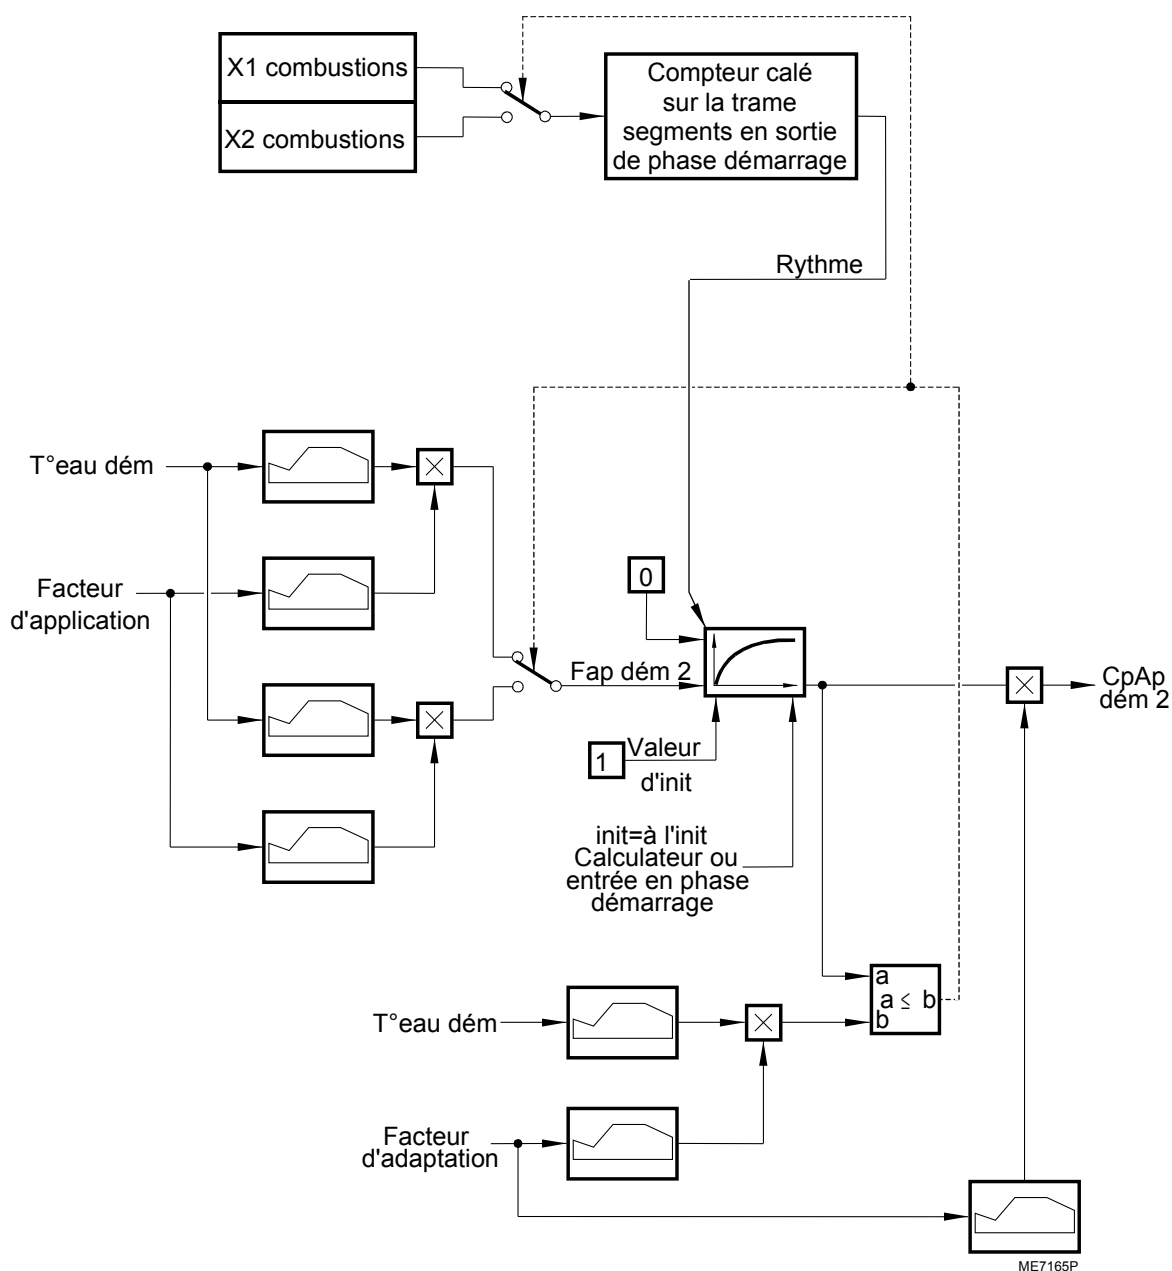 X1 combustions
X2 combustions
Compteur calé
sur la trame
segments en sortie
de phase démarrage
Rythme
T°eau dém
Facteur
d'application
0
Fap dém 2
CpAp
dém 2
1
Valeur
d'init
init=à l'init
Calculateur ou
entrée en phase
démarrage
a
a ≤ b
b
T°eau dém
Facteur
d'adaptation
ME7165P